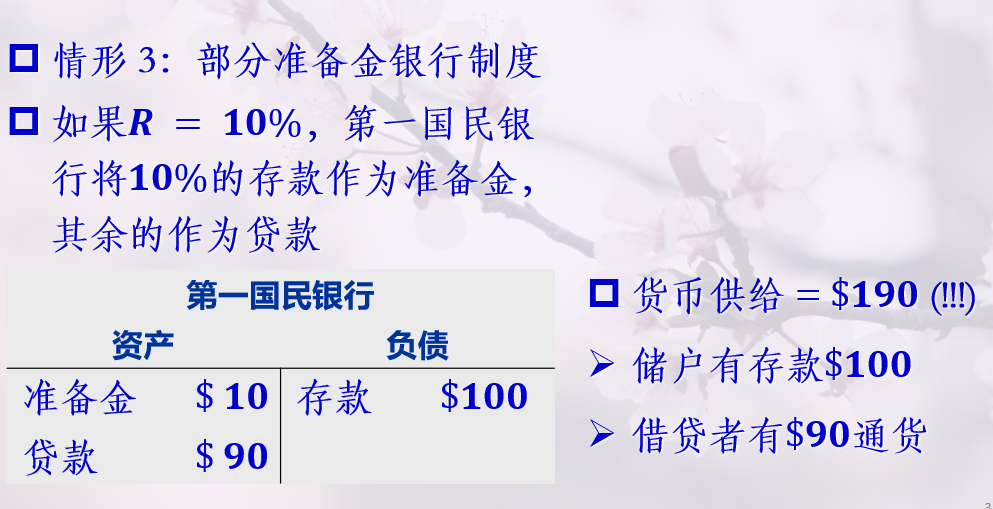 情形 3：部分准备金银行制度
如果R = 10%，第一国民银
行将10%的存款作为准备金，
其余的作为贷款
第一国民银行
资产 负债
准备金 $ 10 存款 $100
贷款 $ 90
货币供给 = $190 (!!!)
储户有存款$100
借贷者有$90通货
3